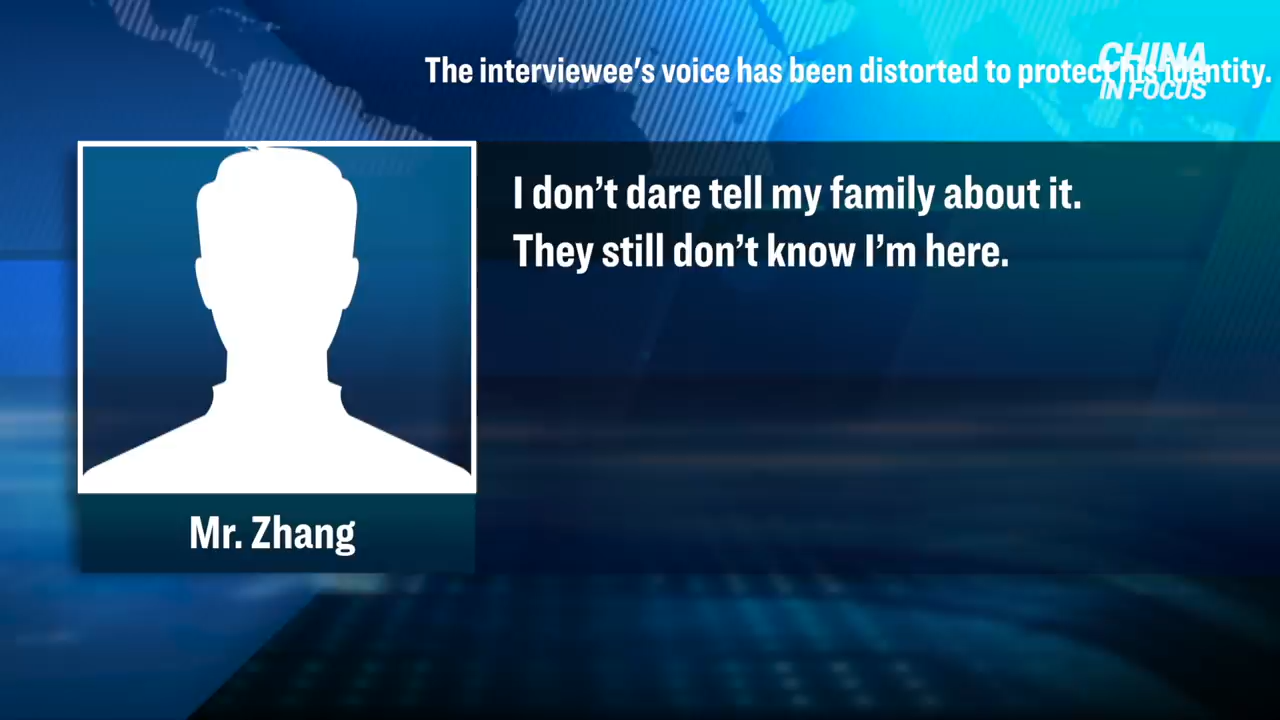 The interviewee's voice has been distorted to protect his identity.
CHINA
IN FOCUS
I don't dare tell my family about it.
They still don't know I'm here.
Mr. Zhang